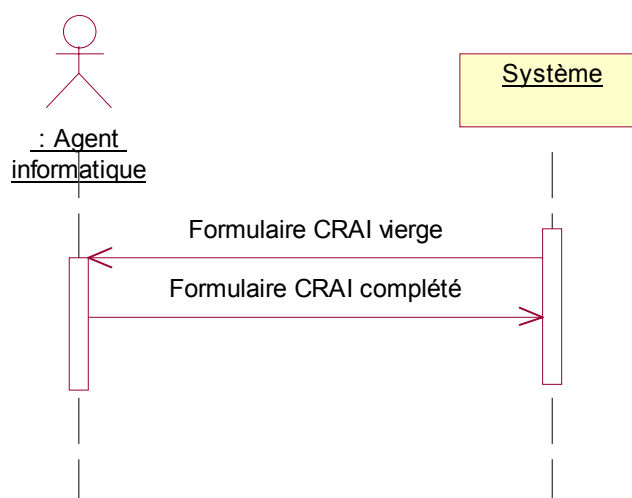 Système
: Agent
informatique
Formulaire CRAI vierge
Formulaire CRAI complété